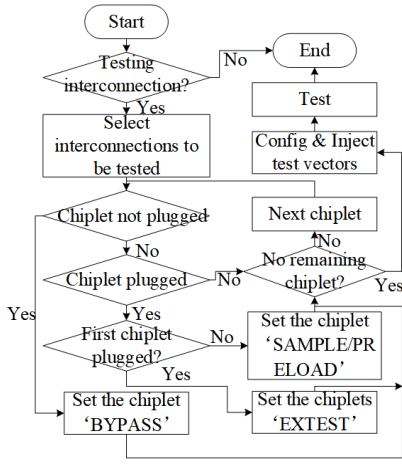 Start
End
Testing
interconnection?
No
Yes
Test
Select
interconnections to
be tested
Config & Inject
test vectors
Chiplet not plugged
Next chiplet
No
No
Chiplet plugged
No
No remaining
chiplet?
Yes
Yes
Yes
First chiplet
plugged?
No
Set the chiplet
‘SAMPLE/PR
ELOAD’
Yes
Set the chiplet
‘BYPASS’
Set the chiplets
‘EXTEST’